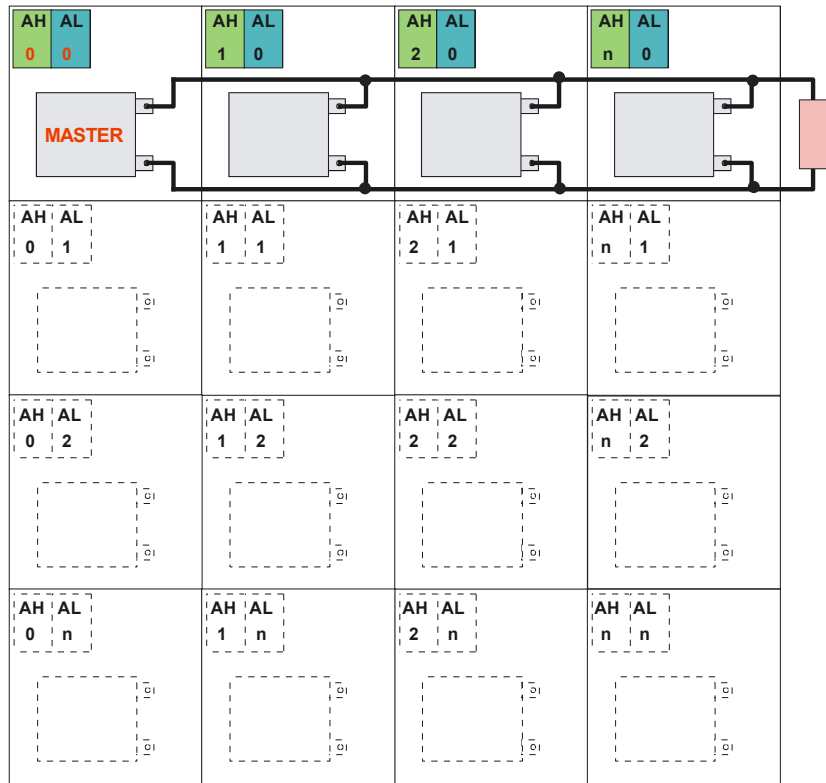 AH AL AH AL AH AL AH AL
0 0 1 0 2 0 n 0
MASTER
AH AL AH AL AH AL AH AL
0 1 1 1 2 1 n 1
AH AL AH AL AH AL AH AL
0 2 1 2 2 2 n 2
AH AL AH AL AH AL AH AL
0 n 1 n 2 n n n